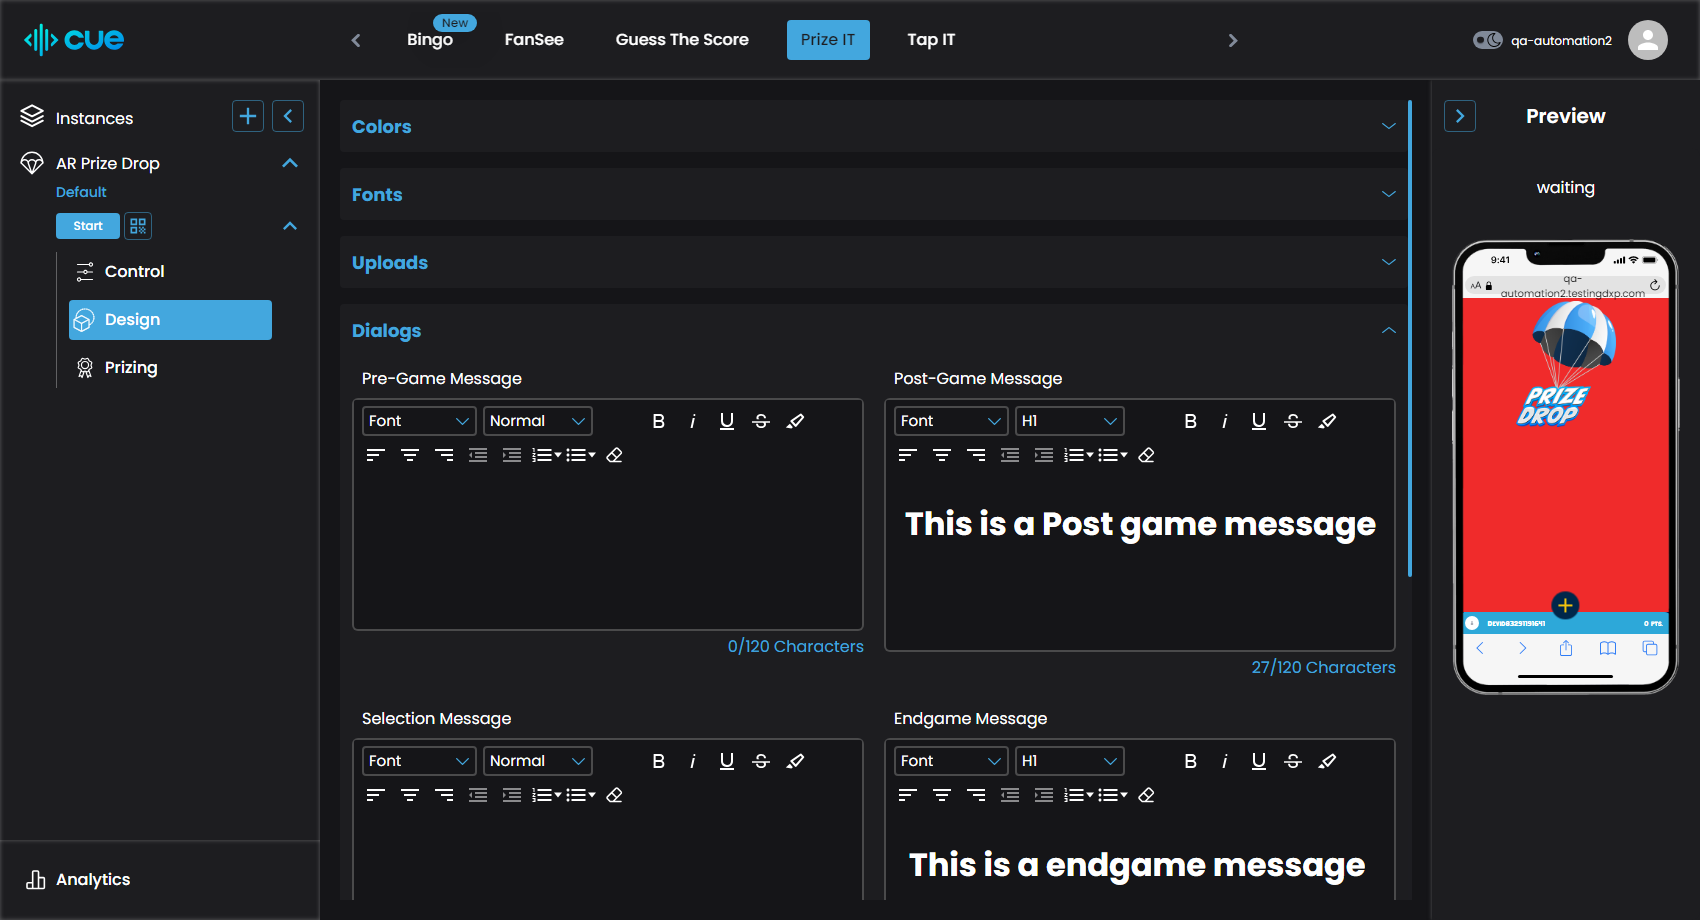 cue
New
Bingo
FanSee
Guess The Score
Prize IT
Tap IT
qa-automation2
Instances
AR Prize Drop
Default
Start
Control
Design
Prizing
Analytics
Colors
Fonts
Uploads
Dialogs
Pre-Game Message
Font
Normal
B i U S
0/120 Characters
Post-Game Message
Font
H1
B i U S
This is a Post game message
27/120 Characters
Selection Message
Font
Normal
B i U S
Endgame Message
Font
H1
B i U S
This is a endgame message
Preview
waiting
9:41
AA
qa-
automation2.testingdxp.com
PRIZE
DROP
0 PTS.